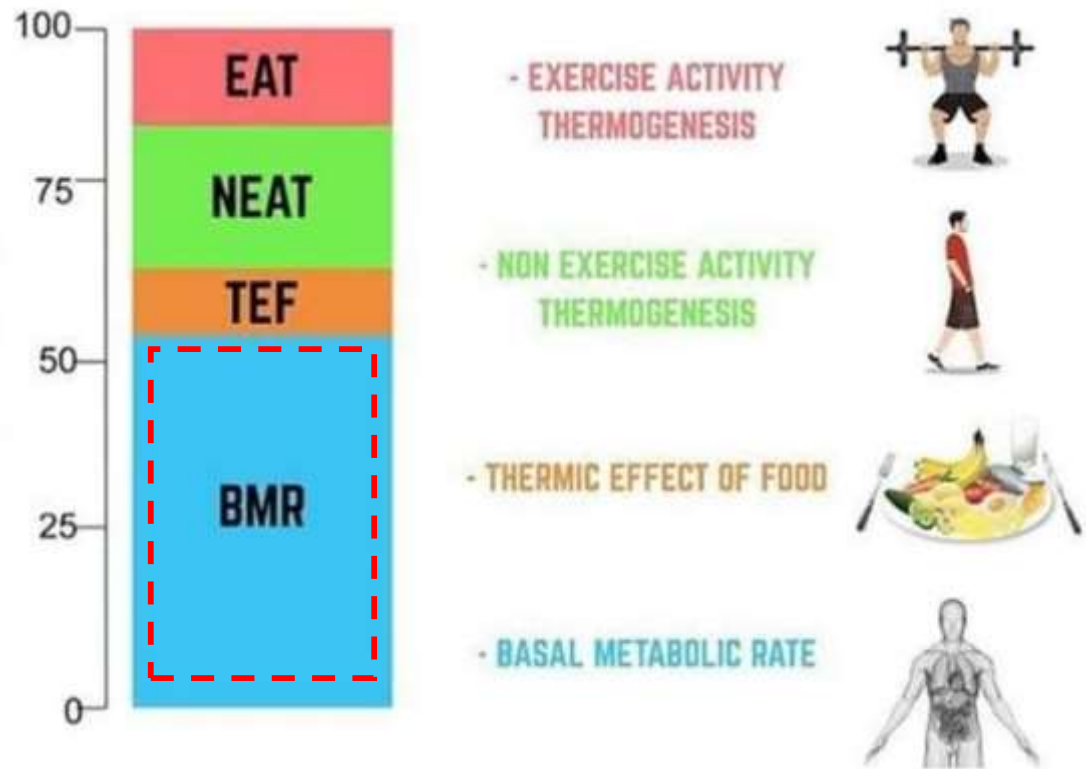 100
75
50
25
0
EAT
NEAT
TEF
BMR
- EXERCISE ACTIVITY
THERMOGENESIS
- NON EXERCISE ACTIVITY
THERMOGENESIS
- THERMIC EFFECT OF FOOD
- BASAL METABOLIC RATE